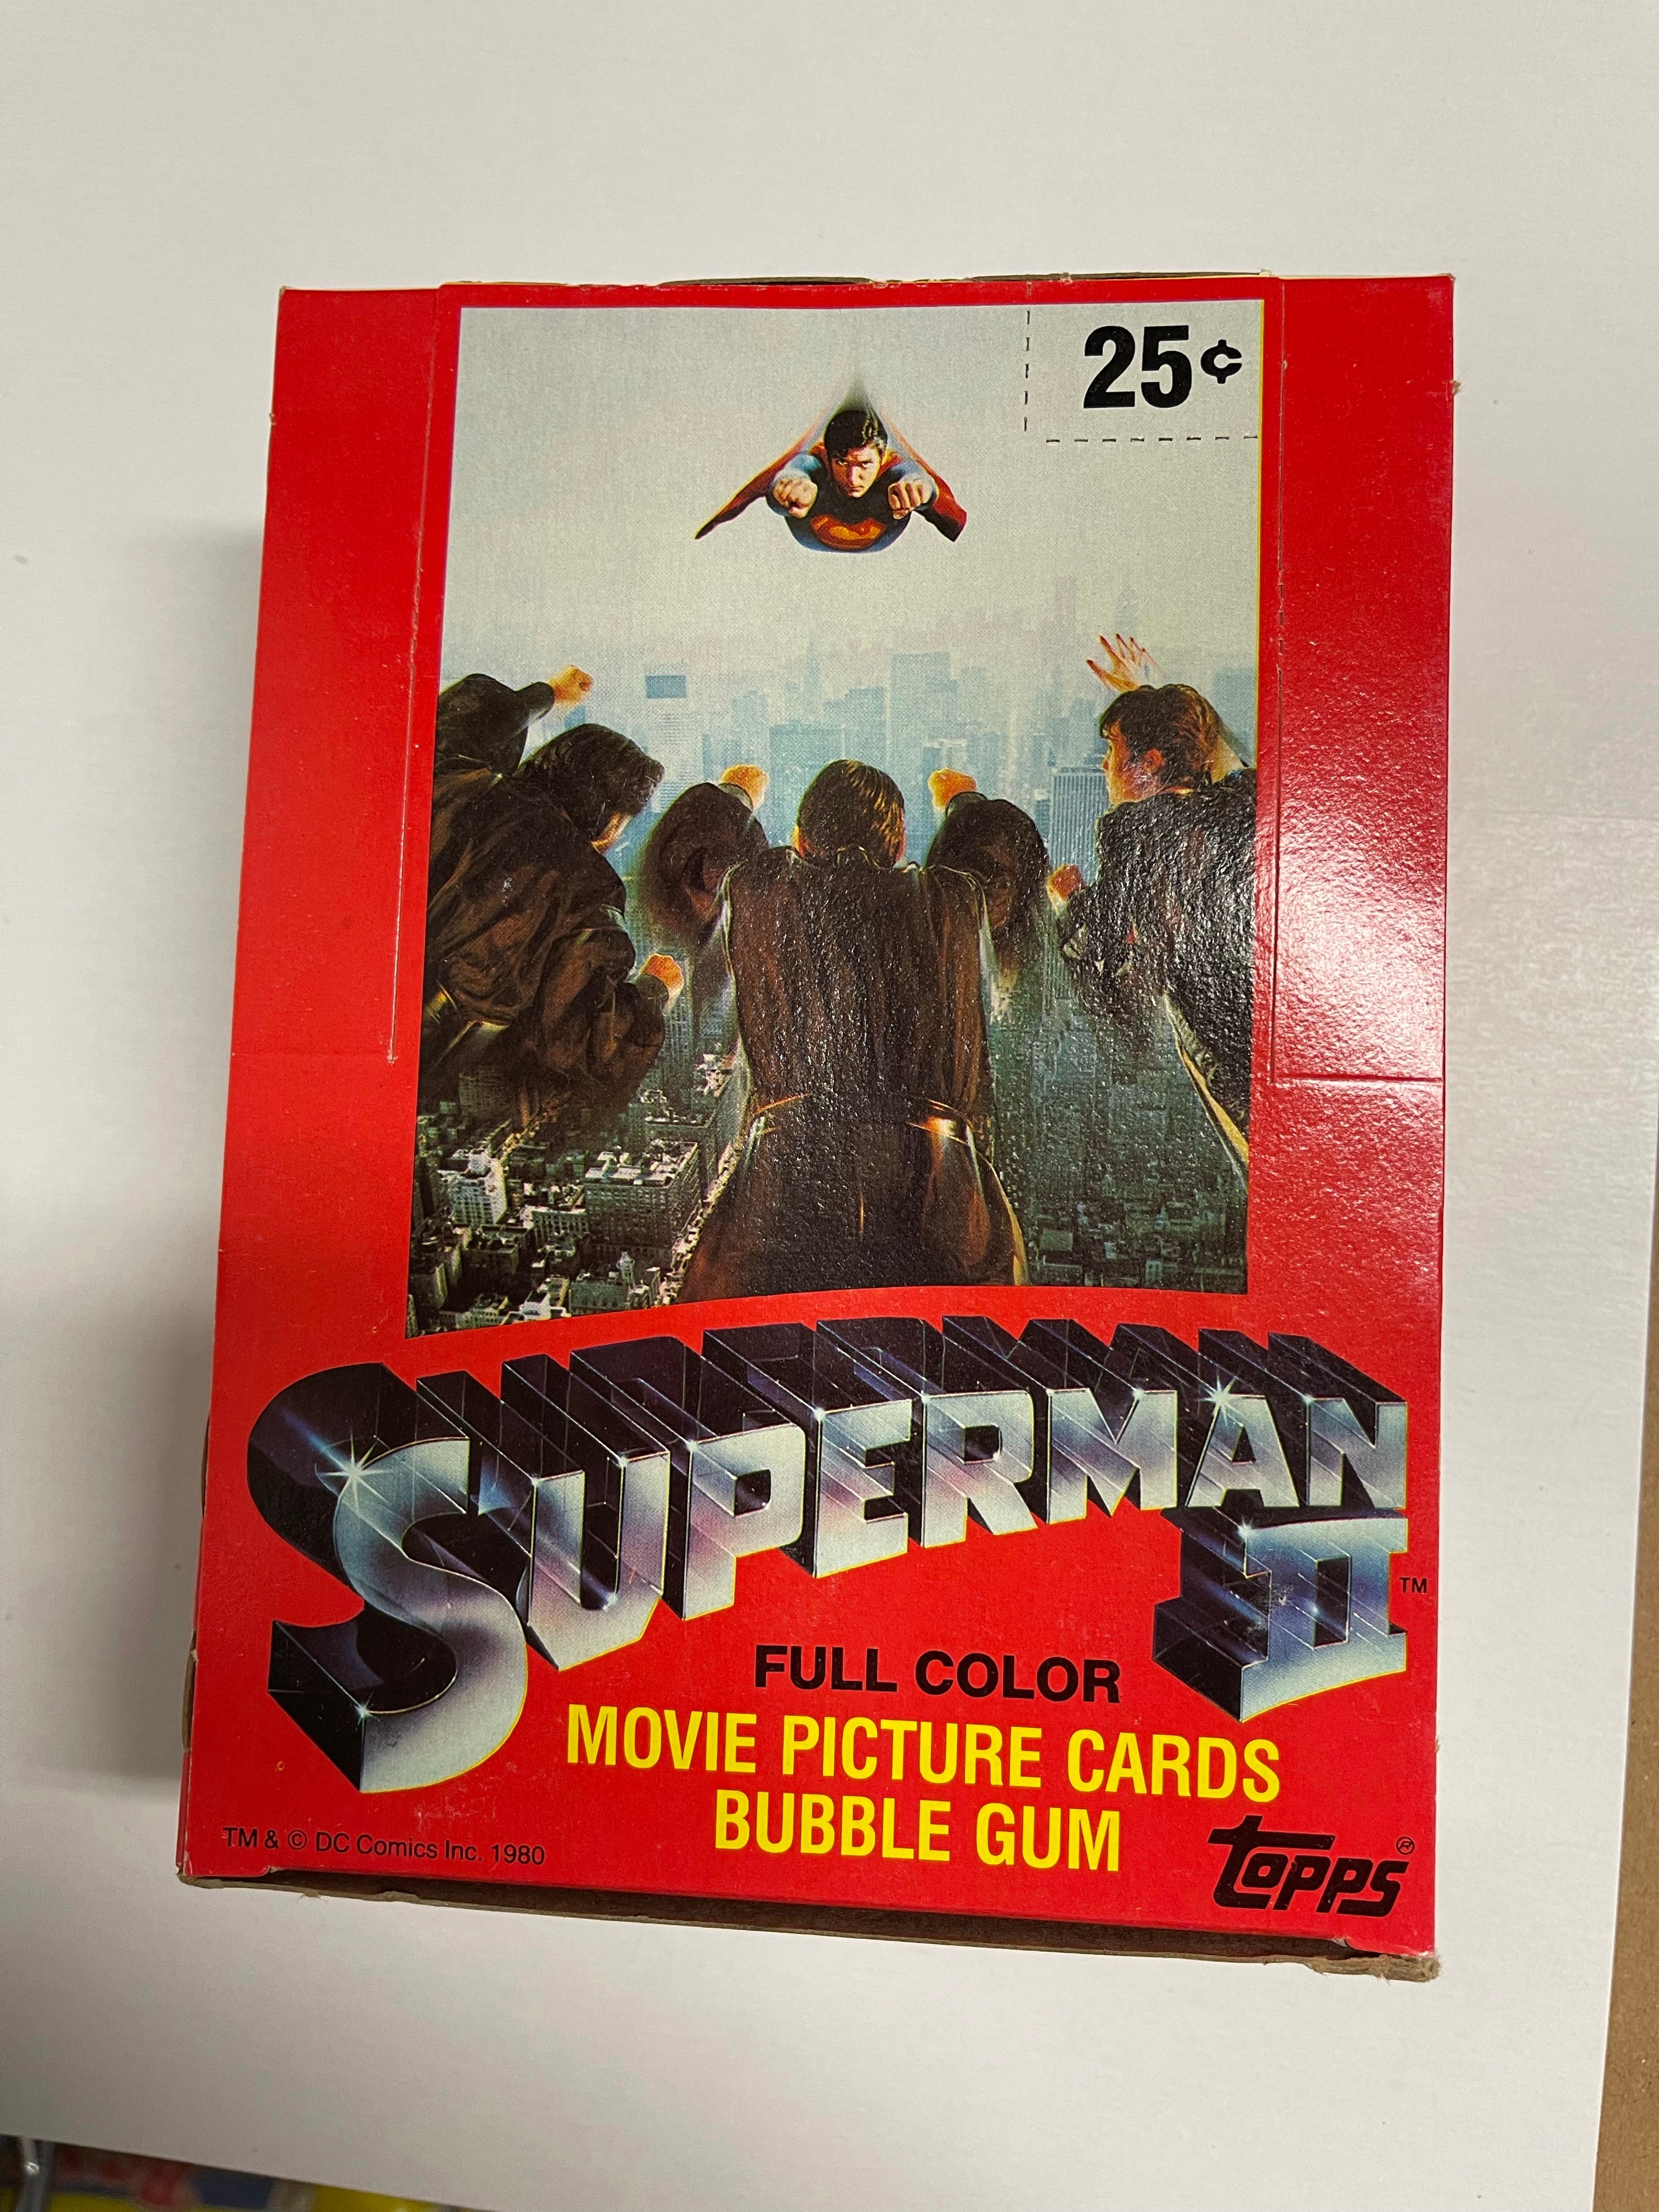 25¢
SUPERMAN
II
TM
FULL COLOR
MOVIE PICTURE CARDS
BUBBLE GUM
TM & © DC Comics Inc. 1980
topps®